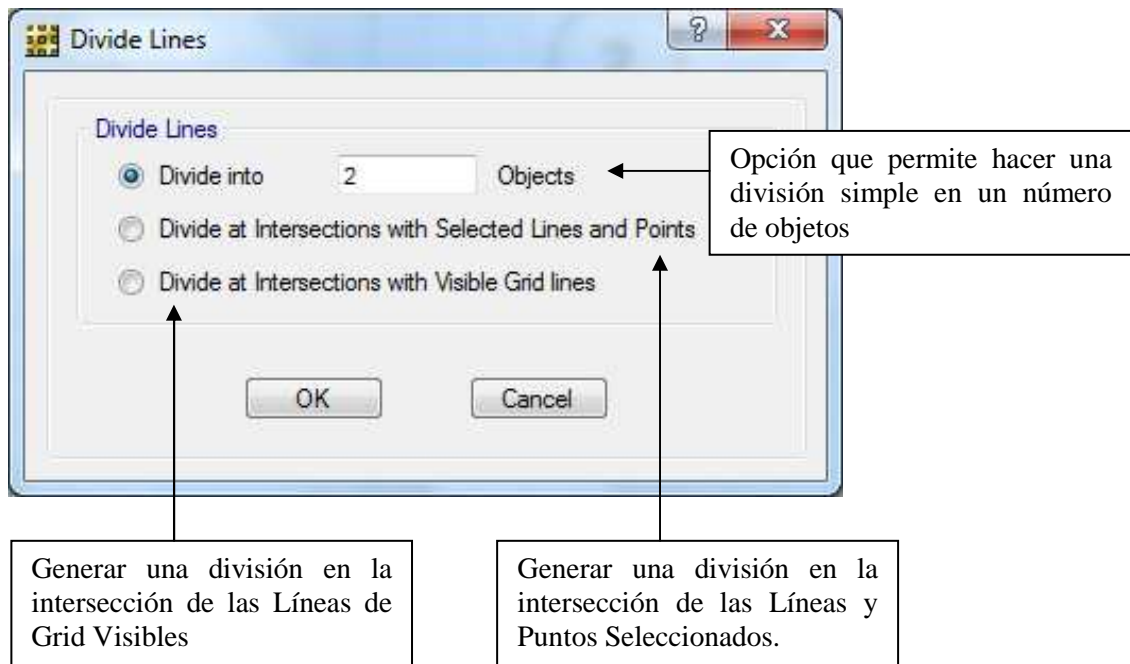 Divide Lines
Divide Lines
Divide into 2 Objects
Divide at Intersections with Selected Lines and Points
Divide at Intersections with Visible Grid lines
OK Cancel
Opción que permite hacer una
división simple en un número
de objetos
Generar una división en la
intersección de las Líneas de
Grid Visibles
Generar una división en la
intersección de las Líneas y
Puntos Seleccionados.